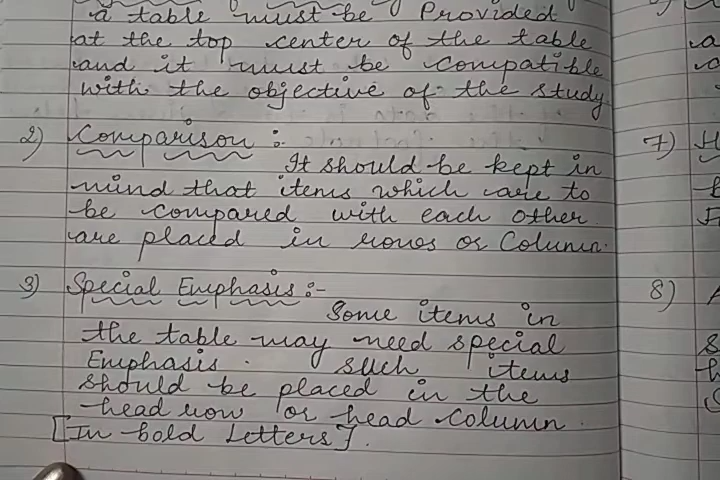 a table must be Provided
at the top center of the table
and it must be compatible
with the objective of the study
2) Comparison :-
It should be kept in
mind that items which are to
be compared with each other
are placed in rows or Column.
3) Special Emphasis :-
Some items in
the table may need special
Emphasis. such items
should be placed in the
head row or head column.
[In bold Letters].
7) H
8)